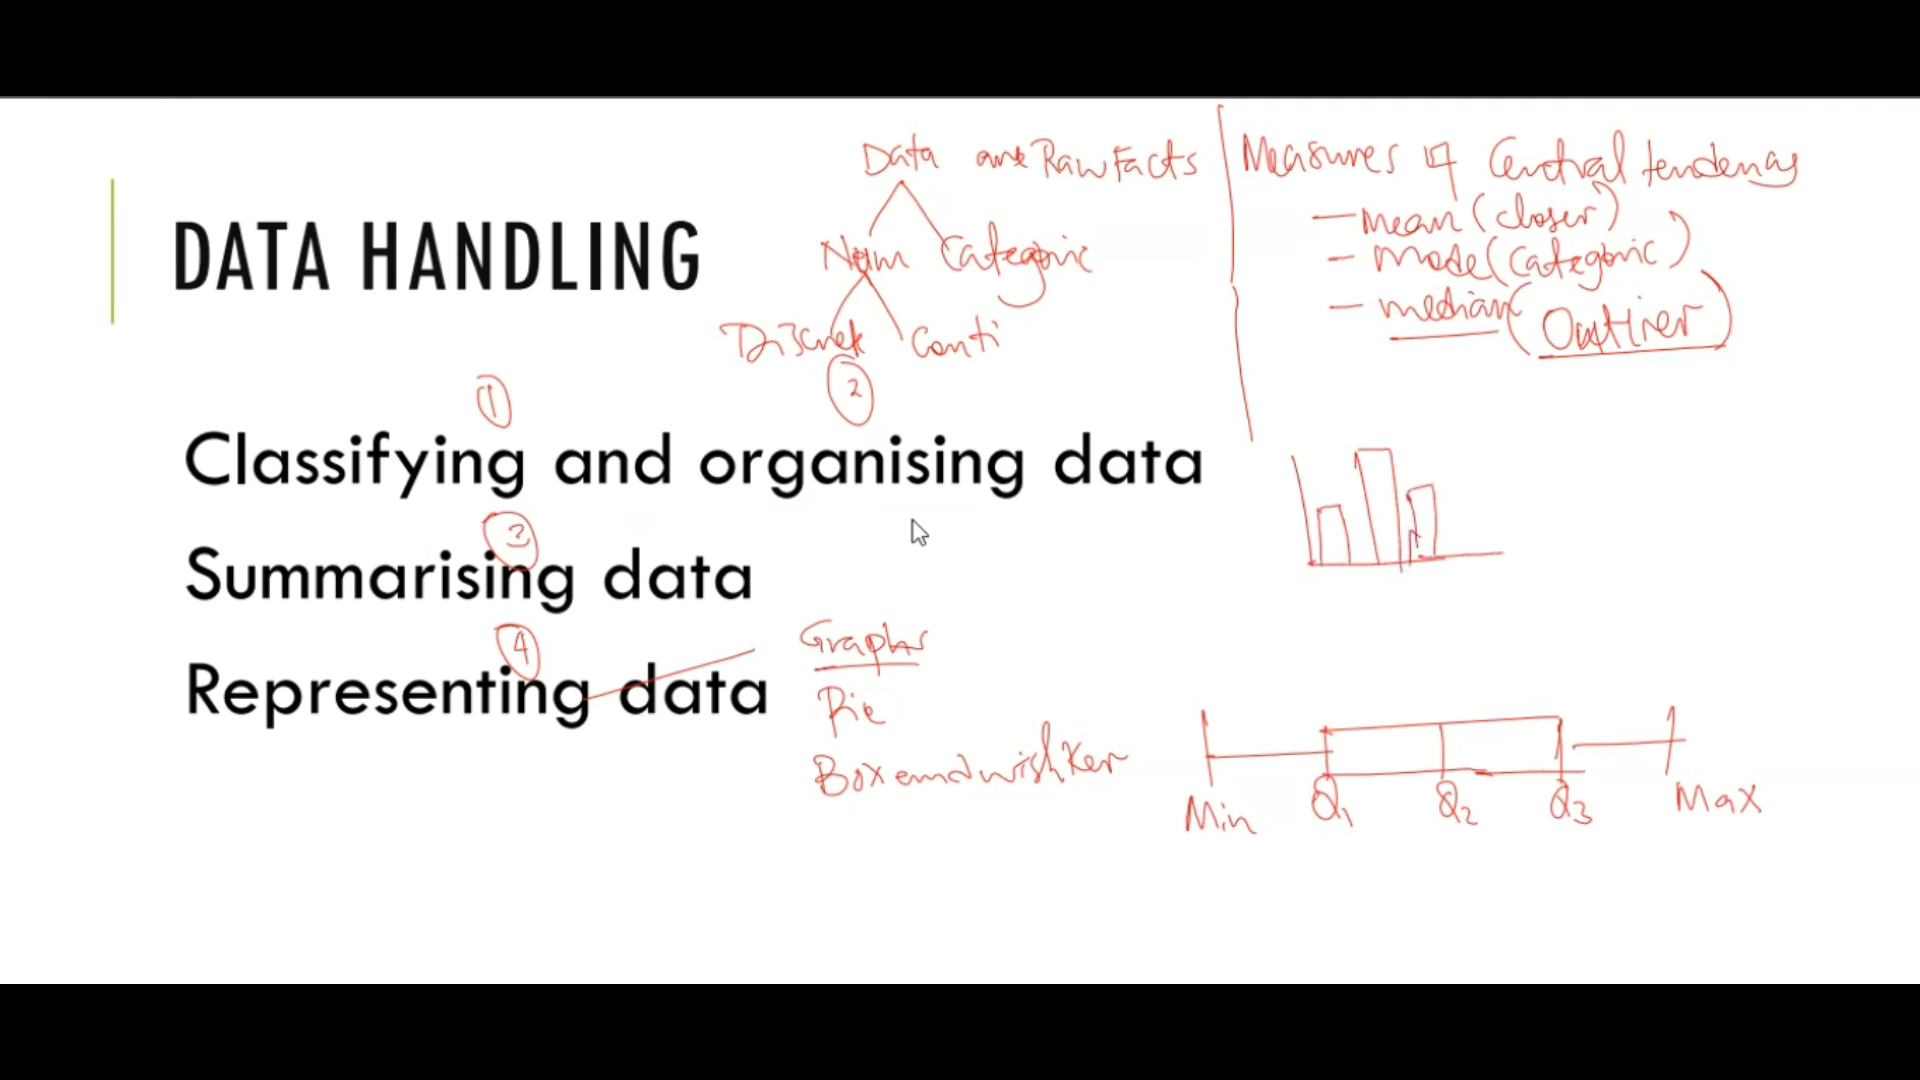 Data are Raw Facts
Num Categoric
Discrek Conti
Measures of Central tendency
- mean (closer)
- mode (categoric)
- median (Outlier)
DATA HANDLING
1 2
Classifying and organising data
3
Summarising data
4
Representing data
Graphs
Pie
Box and wishker
Min Q1 Q2 Q3 Max